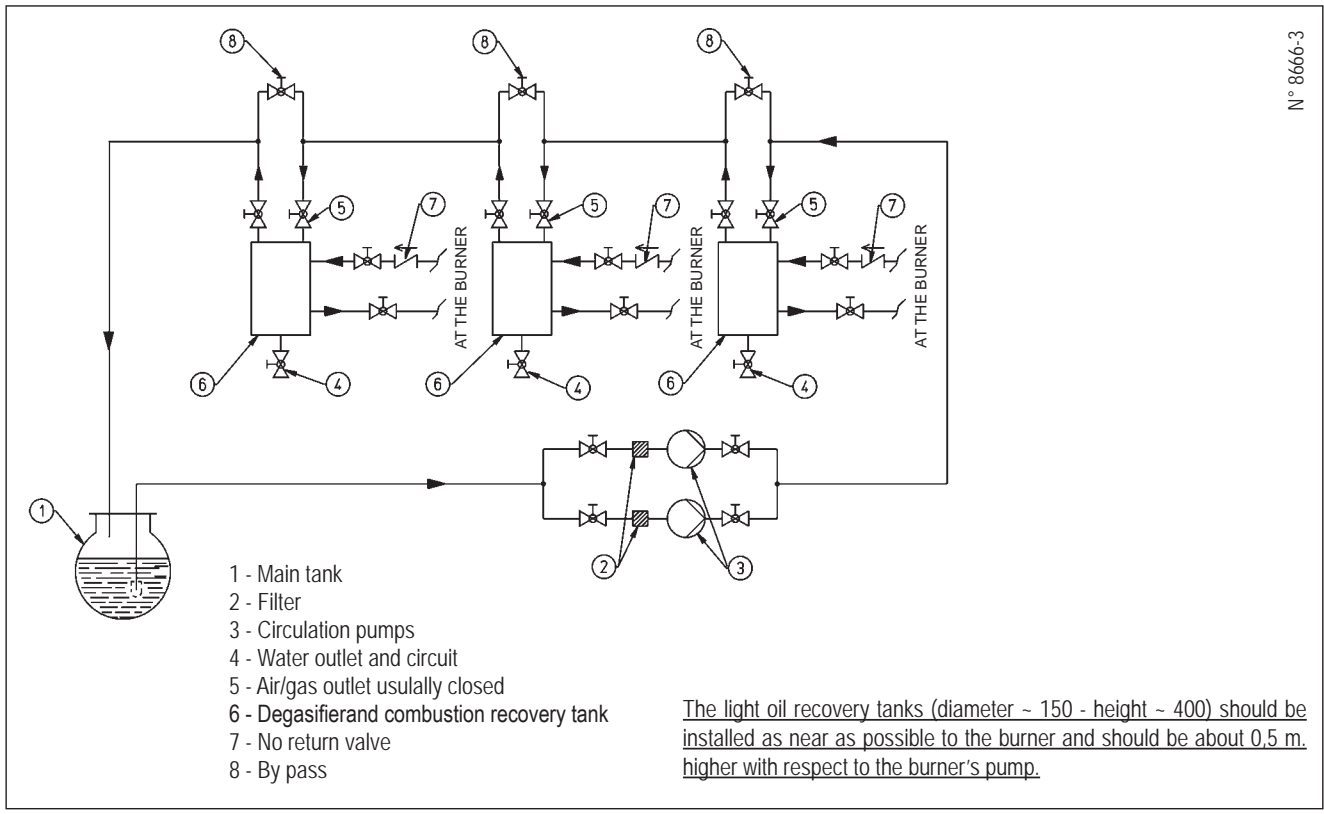 8
8
8
N° 8666-3
5
7
5
7
5
7
AT THE BURNER
AT THE BURNER
AT THE BURNER
6
4
6
4
6
4
1
2
3
1 - Main tank
2 - Filter
3 - Circulation pumps
4 - Water outlet and circuit
5 - Air/gas outlet usulally closed
6 - Degasifierand combustion recovery tank
7 - No return valve
8 - By pass
The light oil recovery tanks (diameter ~ 150 - height ~ 400) should be
installed as near as possible to the burner and should be about 0,5 m.
higher with respect to the burner's pump.